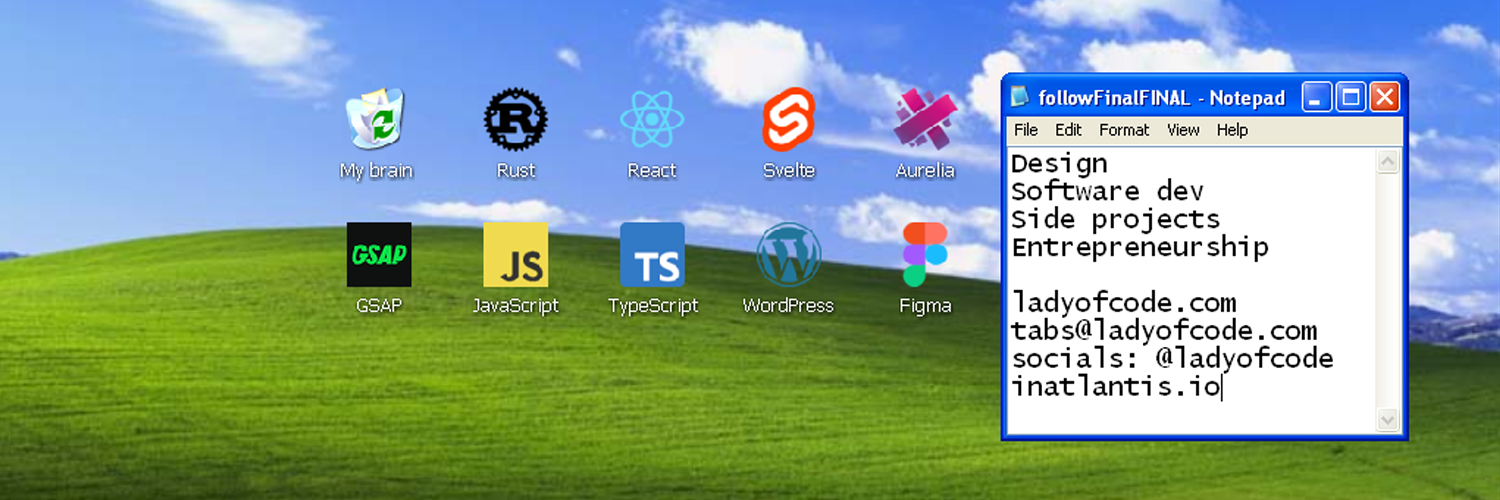 My brain
Rust
React
Svelte
Aurelia
GSAP
JS
TS
GSAP
JavaScript
TypeScript
WordPress
Figma
followFinalFINAL - Notepad
File Edit Format View Help
Design
Software dev
Side projects
Entrepreneurship
ladyofcode.com
tabs@ladyofcode.com
socials: @ladyofcode
inatlantis.io